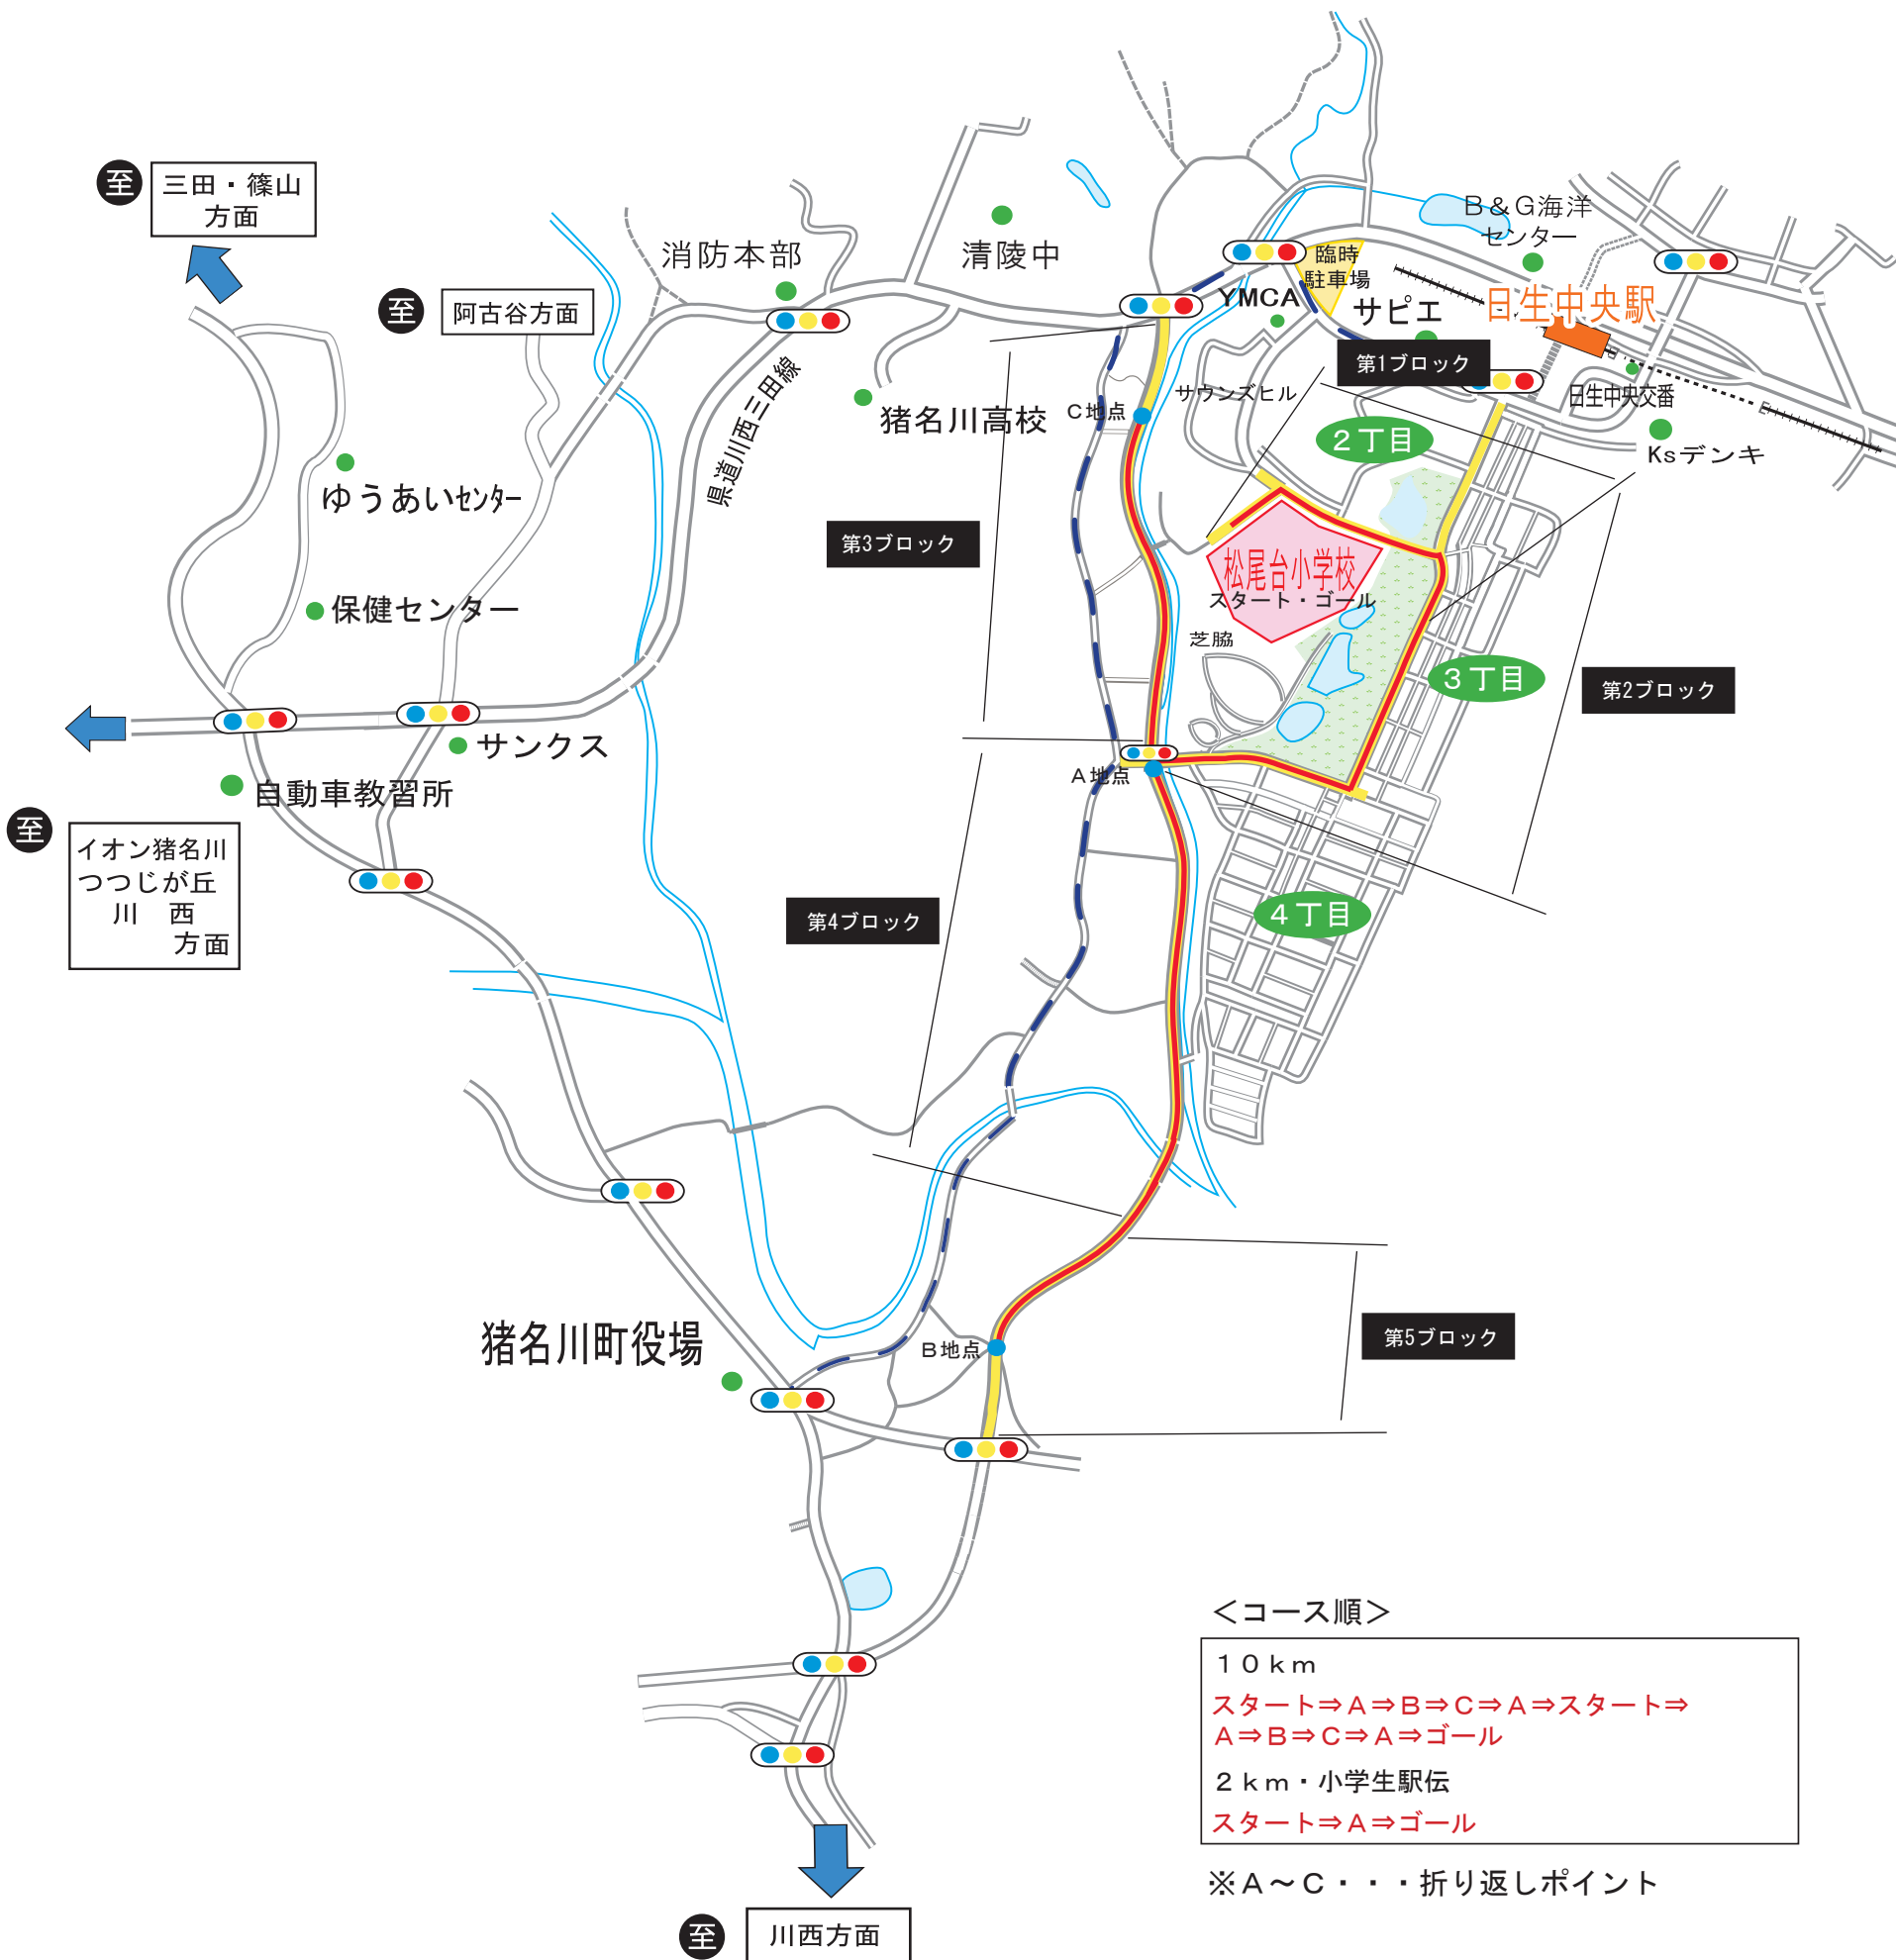 至
三田・篠山
方面
至
阿古谷方面
消防本部
清陵中
B&G海洋
センター
臨時
駐車場
YMCA
サピエ
日生中央駅
第1ブロック
日生中央交番
県道川西三田線
猪名川高校
C地点
サウンズヒル
2丁目
Ksデンキ
ゆうあいセンター
第3ブロック
松尾台小学校
スタート・ゴール
保健センター
芝脇
3丁目
第2ブロック
サンクス
A地点
自動車教習所
至
イオン猪名川
つつじが丘
川 西
方面
第4ブロック
4丁目
猪名川町役場
B地点
第5ブロック
<コース順>
10km
スタート⇒A⇒B⇒C⇒A⇒スタート⇒
A⇒B⇒C⇒A⇒ゴール
2km・小学生駅伝
スタート⇒A⇒ゴール
※A~C・・・折り返しポイント
至
川西方面